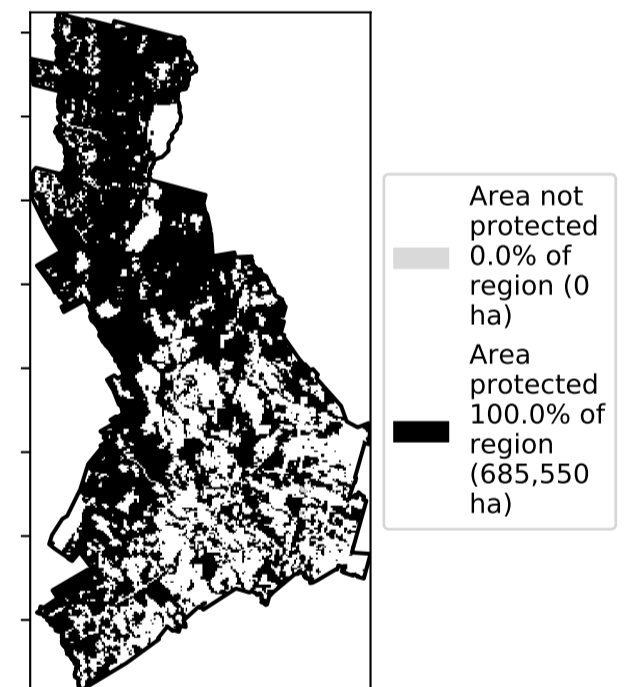 Area not
protected
0.0% of
region (0
ha)
Area
protected
100.0% of
region
(685,550
ha)